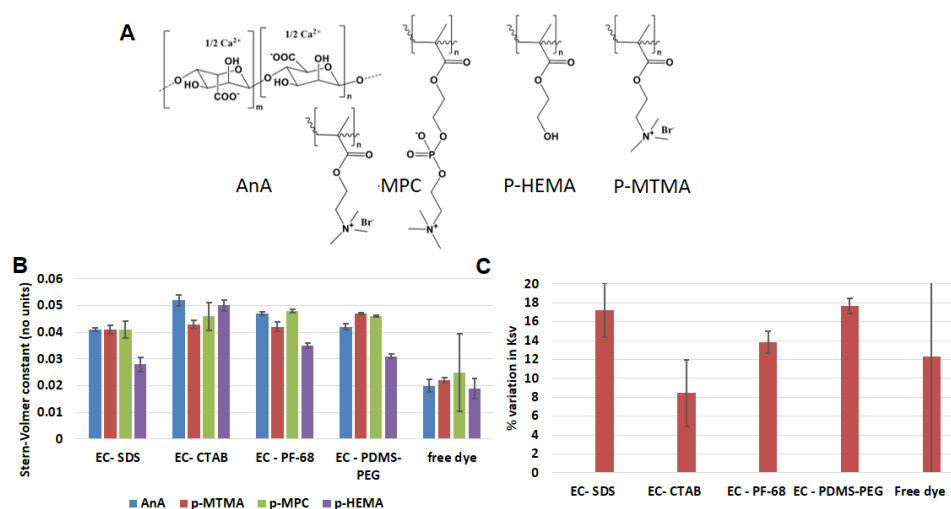 A
1/2 Ca²⁺
1/2 Ca²⁺
⁻OOC
OH
OH
O
O
O
O
O
HO
HO
COO⁻
m
n
n
O
O
N⁺ Br⁻
n
O
O
⁻O
O
O=P
O
N⁺
n
O
O
OH
n
O
O
N⁺ Br⁻
AnA
·MPC
P-HEMA
P-MTMA
B
Stern-Volmer constant (no units)
0.06
0.05
0.04
0.03
0.02
0.01
0
EC- SDS
EC- CTAB
EC - PF-68
EC - PDMS-
PEG
free dye
AnA
p-MTMA
p-MPC
p-HEMA
C
% variation in Ksv
20
18
16
14
12
10
8
6
4
2
0
EC- SDS
EC- CTAB
EC - PF-68
EC - PDMS-PEG
Free dye